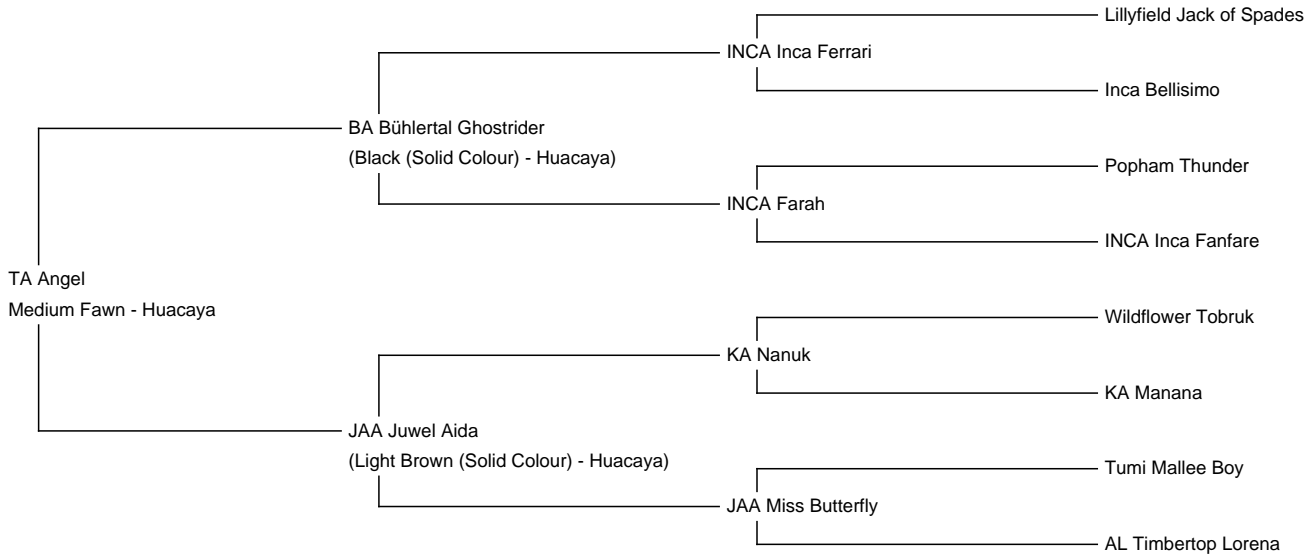 Lillyfield Jack of Spades
INCA Inca Ferrari
Inca Bellisimo
BA Bühlertal Ghostrider
(Black (Solid Colour) - Huacaya)
Popham Thunder
INCA Farah
INCA Inca Fanfare
TA Angel
Medium Fawn - Huacaya
Wildflower Tobruk
KA Nanuk
KA Manana
JAA Juwel Aida
(Light Brown (Solid Colour) - Huacaya)
Tumi Mallee Boy
JAA Miss Butterfly
AL Timbertop Lorena